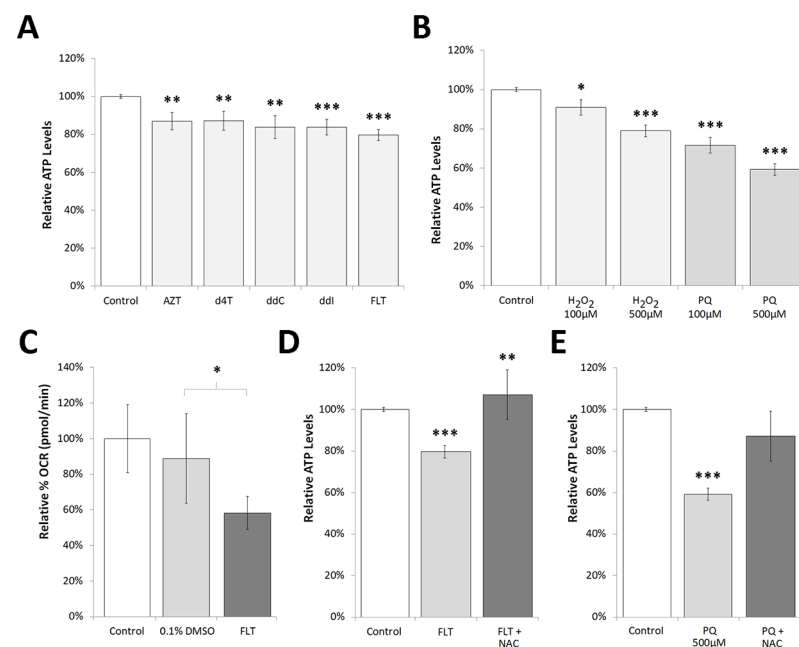 A
Relative ATP Levels
120%
100%
80%
60%
40%
20%
0%
**
**
**
***
***
Control
AZT
d4T
ddC
ddI
FLT
B
Relative ATP Levels
120%
100%
80%
60%
40%
20%
0%
*
***
***
***
Control
H₂O₂ 100µM
H₂O₂ 500µM
PQ 100µM
PQ 500µM
C
Relative % OCR (pmol/min)
140%
120%
100%
80%
60%
40%
20%
0%
*
Control
0.1% DMSO
FLT
D
Relative ATP Levels
120%
100%
80%
60%
40%
20%
0%
***
**
Control
FLT
FLT + NAC
E
Relative ATP Levels
120%
100%
80%
60%
40%
20%
0%
***
Control
PQ 500µM
PQ + NAC